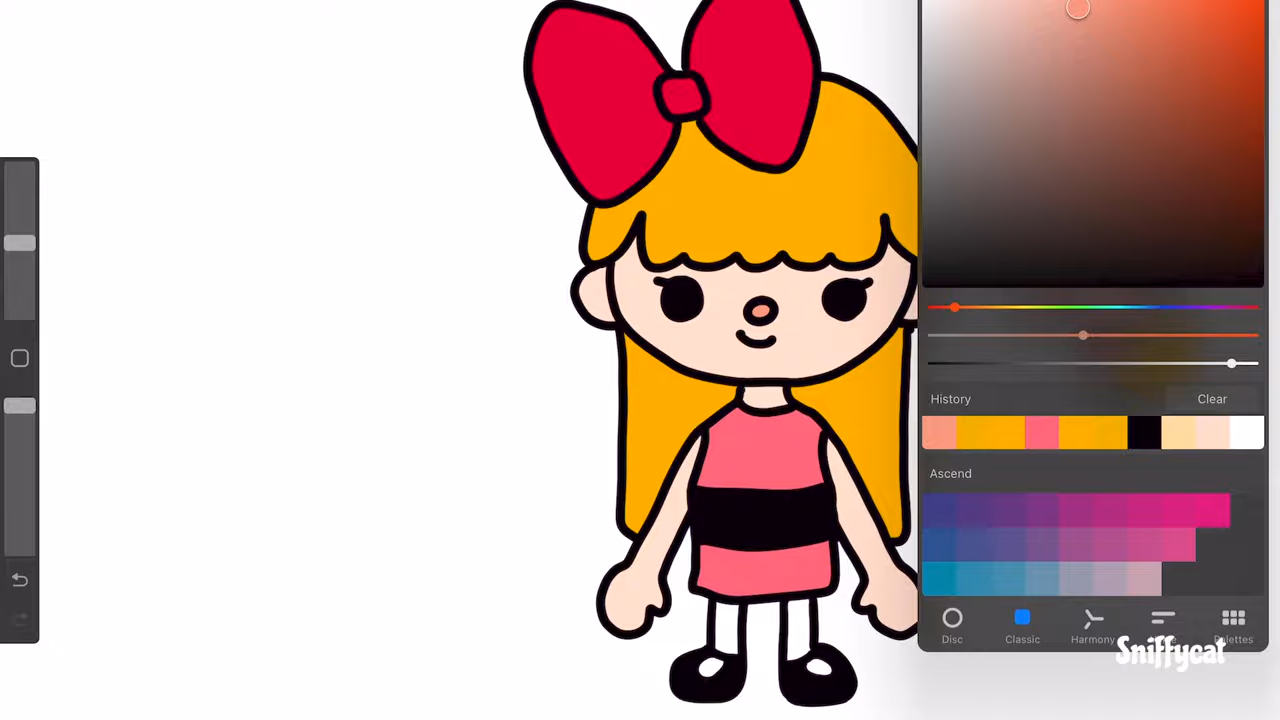 History
Clear
Ascend
Disc
Classic
Harmony
Palettes
Sniffycat